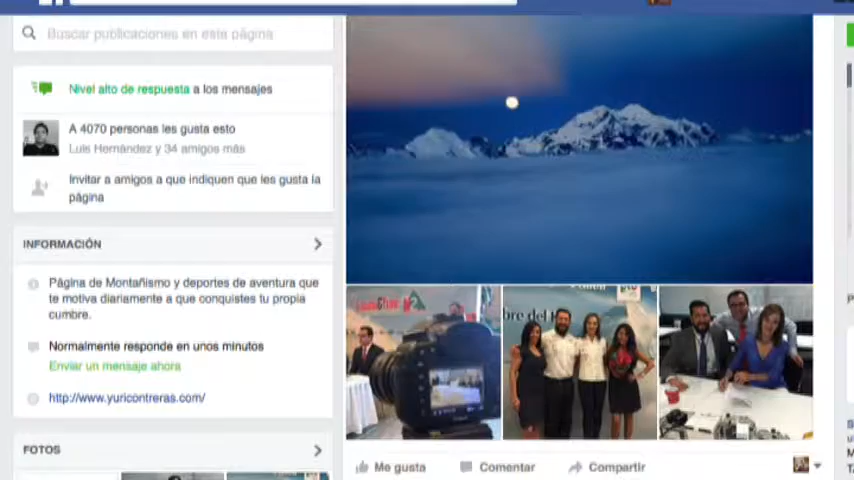 Buscar publicaciones en esta página
Nivel alto de respuesta a los mensajes
A 4070 personas les gusta esto
Luis Hernández y 34 amigos más
Invitar a amigos a que indiquen que les gusta la
página
INFORMACIÓN
Página de Montañismo y deportes de aventura que
te motiva diariamente a que conquistes tu propia
cumbre.
Normalmente responde en unos minutos
Enviar un mensaje ahora
http://www.yuricontreras.com/
FOTOS
bre del
Me gusta
Comentar
Compartir